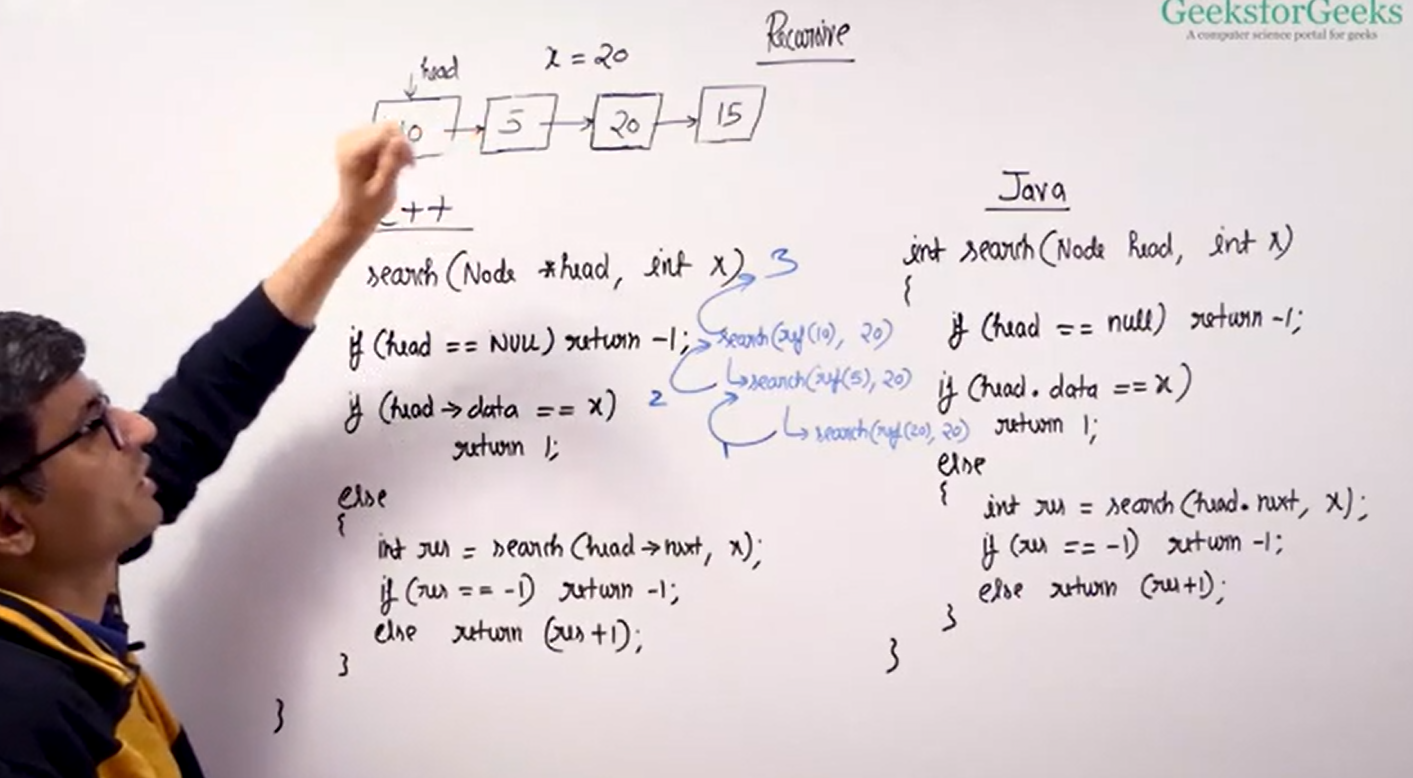 GeeksforGeeks
A computer science portal for geeks
Recursive
head
x = 20
10 5 20 15
C++
search (Node *head, int x) 3
if (head == NULL) return -1;
if (head → data == x)
return 1;
else
{
int res = search (head → next, x);
if (res == -1) return -1;
else return (res + 1);
}
}
search(ref(10), 20)
2
search(ref(5), 20)
1
search(ref(20), 20)
Java
int search (Node head, int x)
{
if (head == null) return -1;
if (head. data == x)
return 1;
else
{
int res = search (head. next, x);
if (res == -1) return -1;
else return (res+1);
}
}